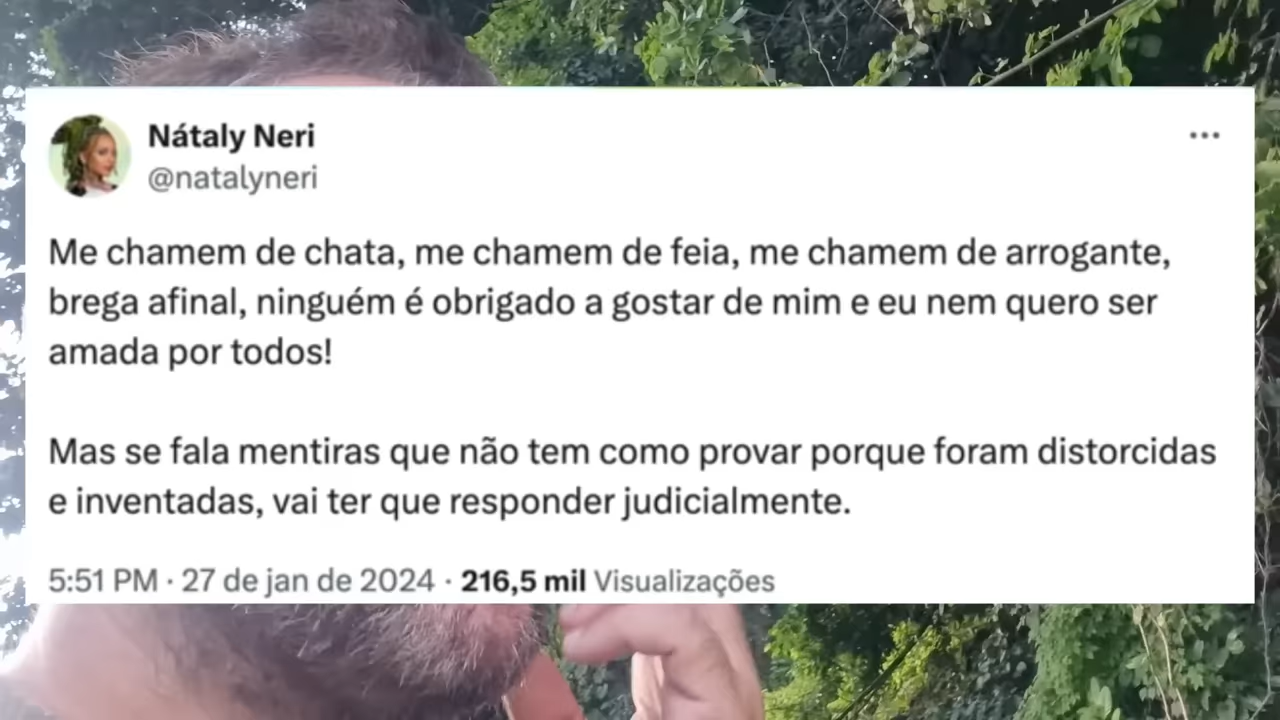 Nátaly Neri
@natalyneri
Me chamem de chata, me chamem de feia, me chamem de arrogante,
brega afinal, ninguém é obrigado a gostar de mim e eu nem quero ser
amada por todos!
Mas se fala mentiras que não tem como provar porque foram distorcidas
e inventadas, vai ter que responder judicialmente.
5:51 PM · 27 de jan de 2024 · 216,5 mil Visualizações